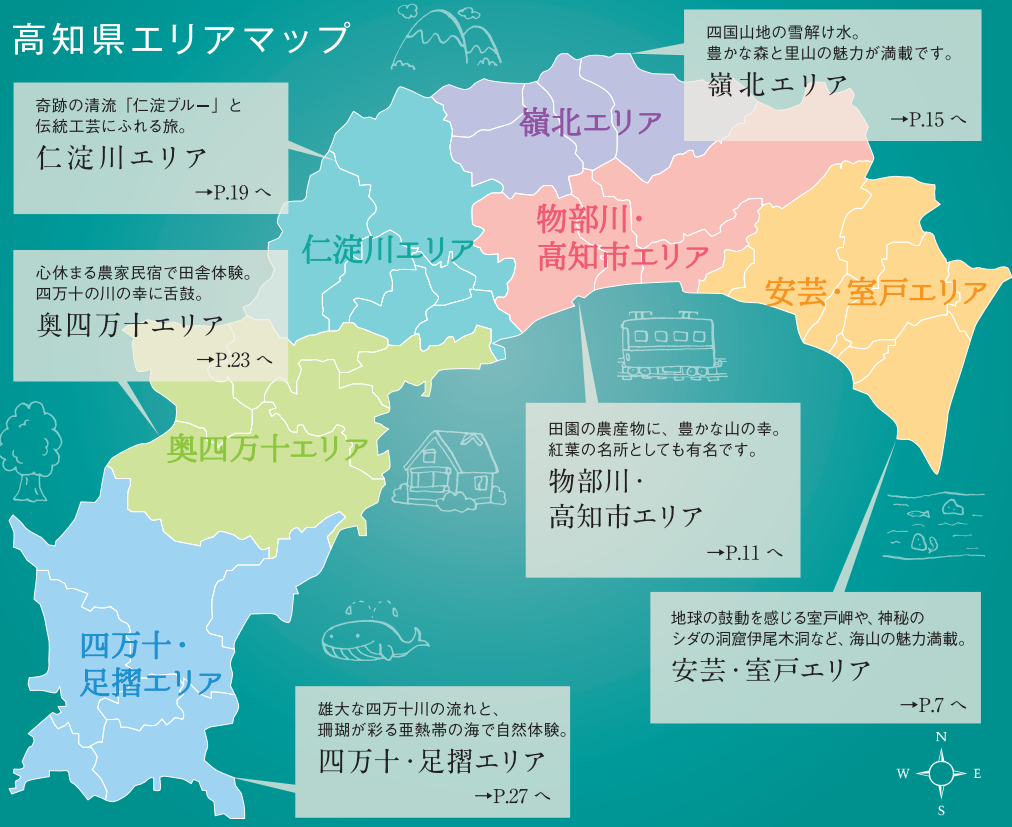 高知県エリアマップ
四国山地の雪解け水。
豊かな森と里山の魅力が満載です。
嶺北エリア
→P.15 へ
奇跡の清流「仁淀ブルー」と
伝統工芸にふれる旅。
仁淀川エリア
→P.19 へ
嶺北エリア
物部川・
高知市エリア
仁淀川エリア
安芸・室戸エリア
心休まる農家民宿で田舎体験。
四万十の川の幸に舌鼓。
奥四万十エリア
→P.23 へ
奥四万十エリア
田園の農産物に、豊かな山の幸。
紅葉の名所としても有名です。
物部川・
高知市エリア
→P.11 へ
地球の鼓動を感じる室戸岬や、神秘の
シダの洞窟伊尾木洞など、海山の魅力満載。
安芸・室戸エリア
→P.7 へ
四万十・
足摺エリア
雄大な四万十川の流れと、
珊瑚が彩る亜熱帯の海で自然体験。
四万十・足摺エリア
→P.27 へ
N
W
E
S